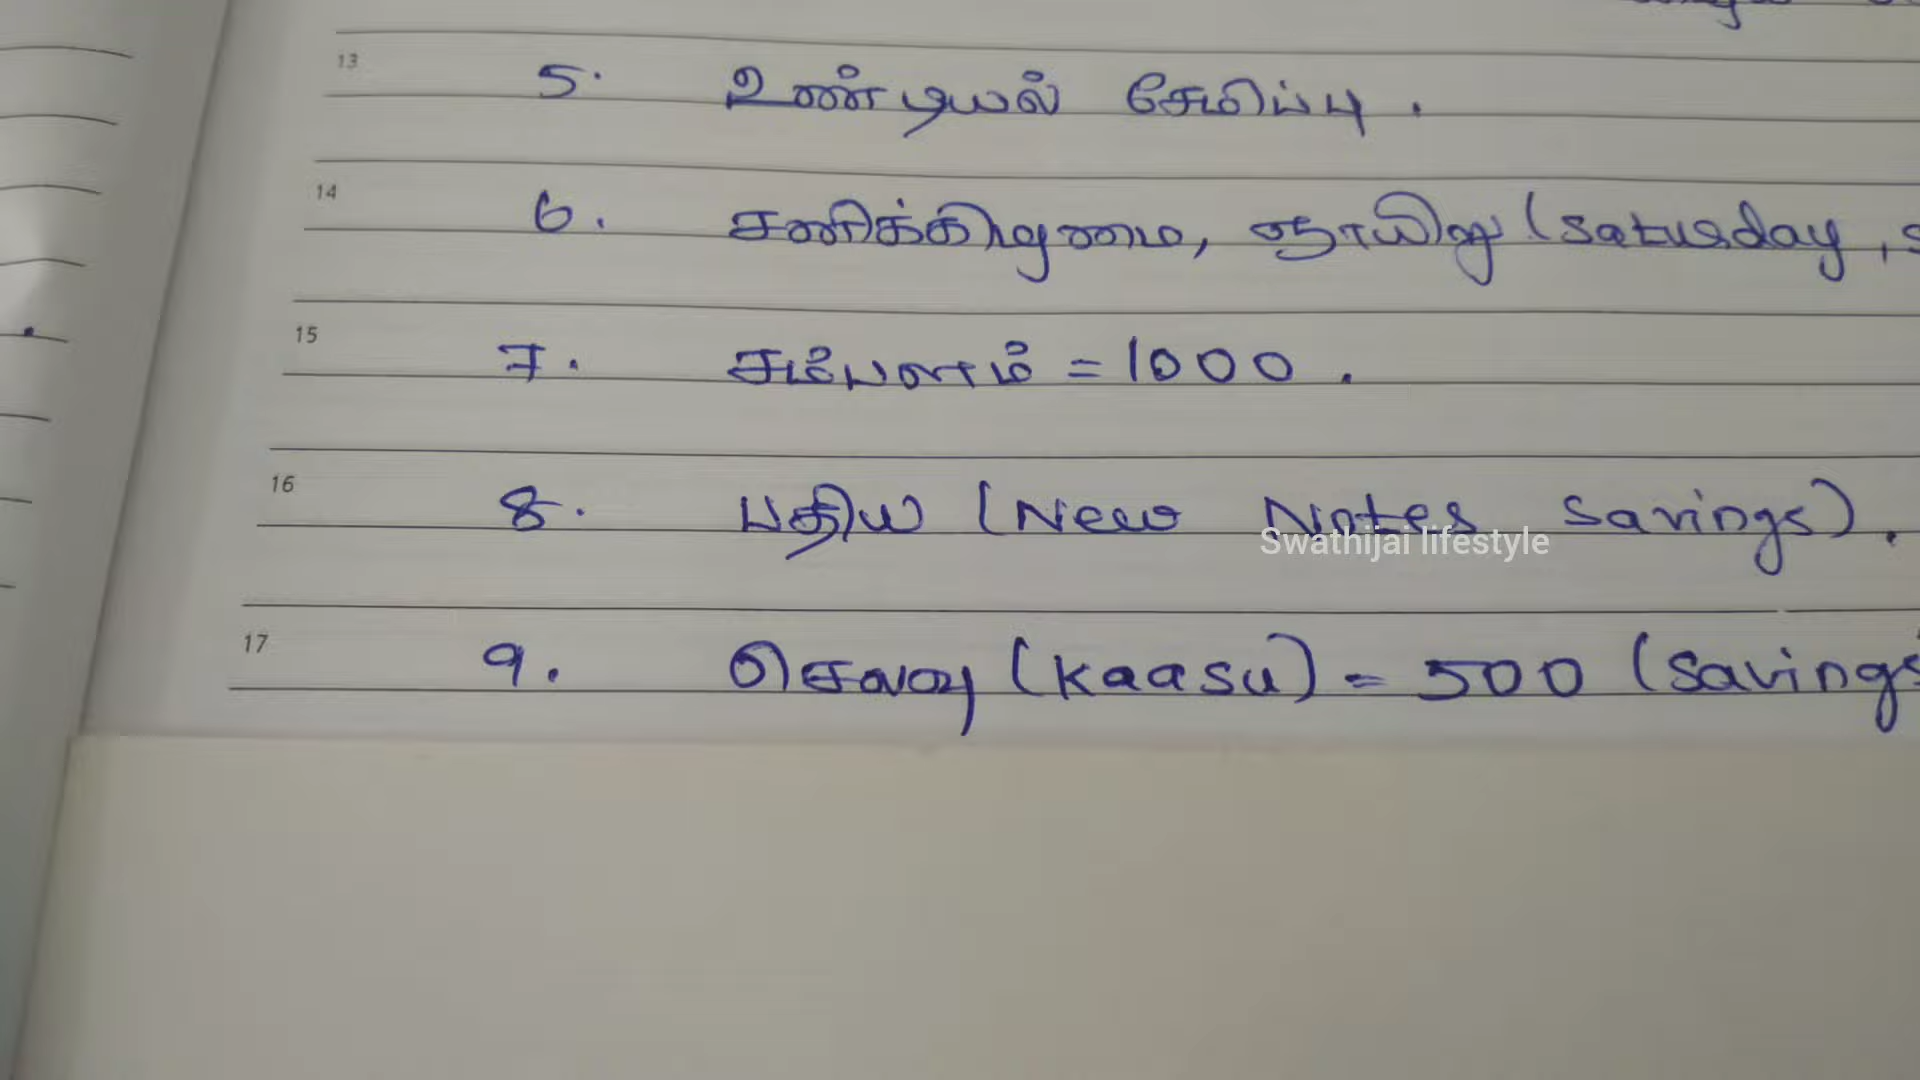 13 5. உண்டியல் சேமிப்பு.
14 6. சனிக்கிழமை, ஞாயிறு (Saturday, S
15 7. சம்பளம் = 1000.
16 8. புதிய (New Notes Savings).
Swathijai lifestyle
17 9. செலவு (Kaasu) = 500 (Savings